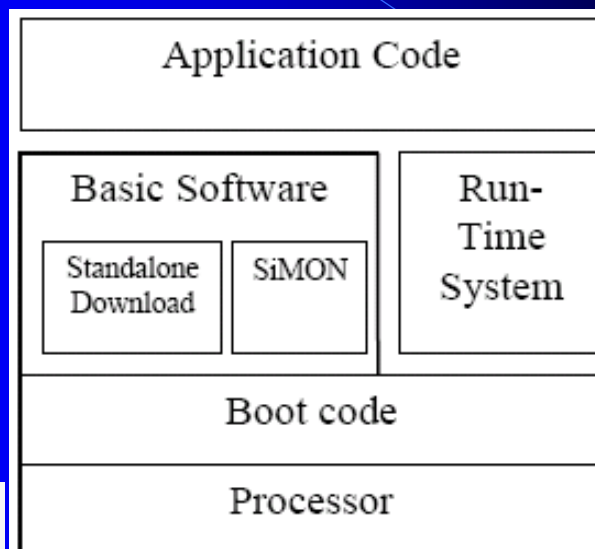 Application Code
Basic Software
Standalone
Download
SiMON
Run-
Time
System
Boot code
Processor